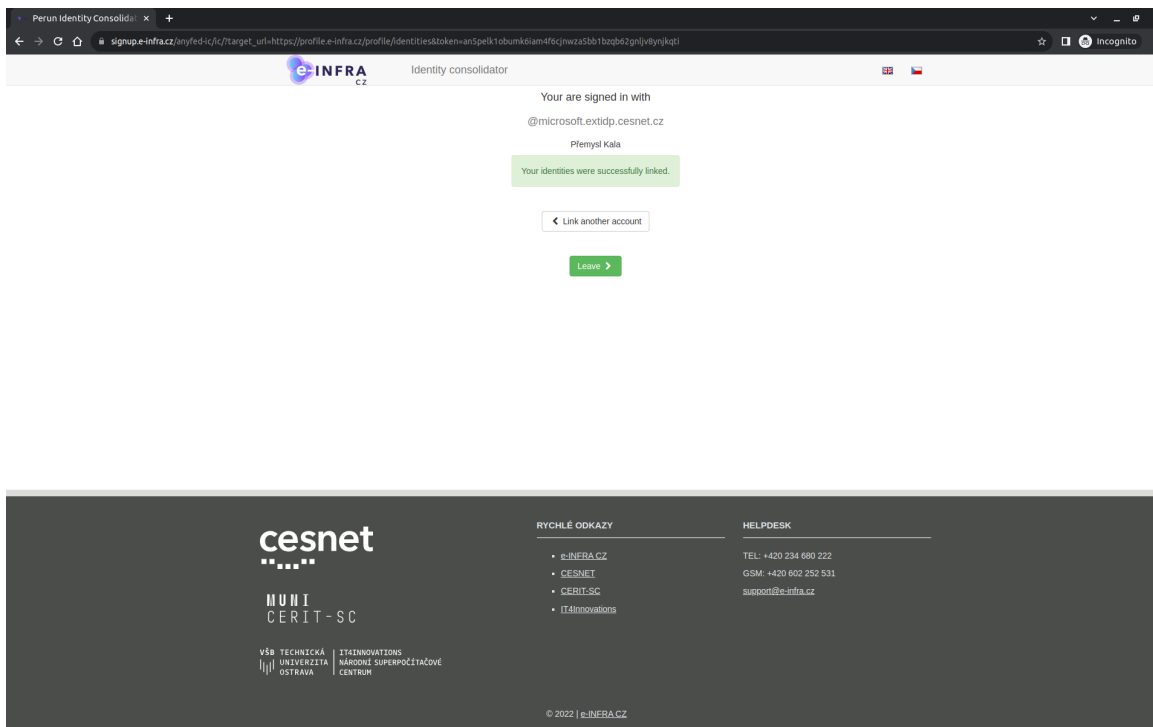 Perun Identity Consolidat
signup.e-infra.cz/anyfed-ic/ic/?target_url=https://profile.e-infra.cz/profile/identities&token=an5pelk1obumk6iam4f6cjnwza5bb1bzqb62gnljv8ynjkqti
Incognito
e-INFRA
CZ
Identity consolidator
Your are signed in with
@microsoft.extidp.cesnet.cz
Přemysl Kala
Your identities were successfully linked.
Link another account
Leave
cesnet
MUNI
CERIT-SC
VŠB TECHNICKÁ
UNIVERZITA
OSTRAVA
IT4INNOVATIONS
NÁRODNÍ SUPERPOČÍTAČOVÉ
CENTRUM
RYCHLÉ ODKAZY
e-INFRA CZ
CESNET
CERIT-SC
IT4Innovations
HELPDESK
TEL: +420 234 680 222
GSM: +420 602 252 531
support@e-infra.cz
© 2022 | e-INFRA CZ